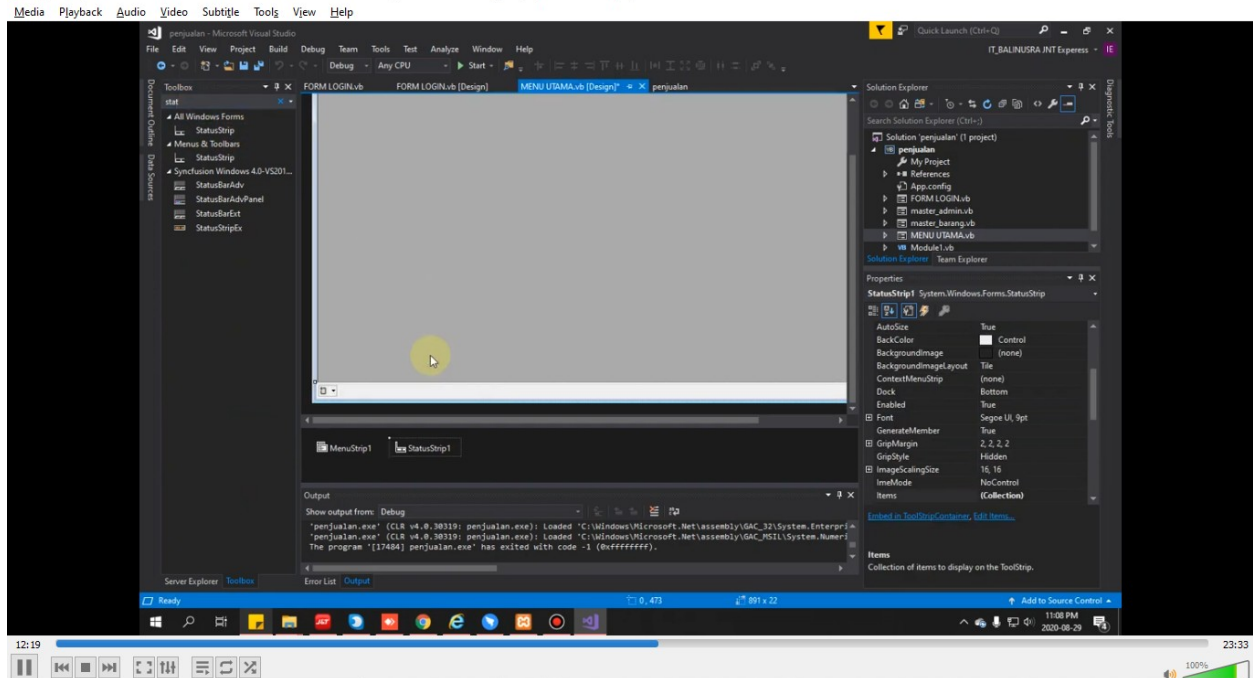 Media Playback Audio Video Subtitle Tools View Help
penjualan - Microsoft Visual Studio
Quick Launch (Ctrl+Q)
File Edit View Project Build Debug Team Tools Test Analyze Window Help
IT_BALINUSRA JNT Experess IE
Debug Any CPU Start
Document Outline
Data Sources
Toolbox
stat
All Windows Forms
StatusStrip
Menus & Toolbars
StatusStrip
Syncfusion Windows 4.0-VS201...
StatusBarAdv
StatusBarAdvPanel
StatusBarExt
StatusStripEx
Server Explorer Toolbox
FORM LOGIN.vb FORM LOGIN.vb [Design] MENU UTAMA.vb [Design]* penjualan
MenuStrip1 StatusStrip1
Output
Show output from: Debug
'penjualan.exe' (CLR v4.0.30319: penjualan.exe): Loaded 'C:\Windows\Microsoft.Net\assembly\GAC_32\System.Enterpri
'penjualan.exe' (CLR v4.0.30319: penjualan.exe): Loaded 'C:\Windows\Microsoft.Net\assembly\GAC_MSIL\System.Numeri
The program '[17484] penjualan.exe' has exited with code -1 (0xffffffff).
Error List Output
Solution Explorer
Search Solution Explorer (Ctrl+;)
Solution 'penjualan' (1 project)
penjualan
My Project
References
App.config
FORM LOGIN.vb
master_admin.vb
master_barang.vb
MENU UTAMA.vb
Module1.vb
Solution Explorer Team Explorer
Diagnostic Tools
Properties
StatusStrip1 System.Windows.Forms.StatusStrip
AutoSize True
BackColor Control
BackgroundImage (none)
BackgroundImageLayout Tile
ContextMenuStrip (none)
Dock Bottom
Enabled True
Font Segoe UI, 9pt
GenerateMember True
GripMargin 2, 2, 2, 2
GripStyle Hidden
ImageScalingSize 16, 16
ImeMode NoControl
Items (Collection)
Embed in ToolStripContainer, Edit Items...
Items
Collection of items to display on the ToolStrip.
Ready 0, 473 891 x 22 Add to Source Control
11:08 PM
2020-08-29
12:19 23:33
100%